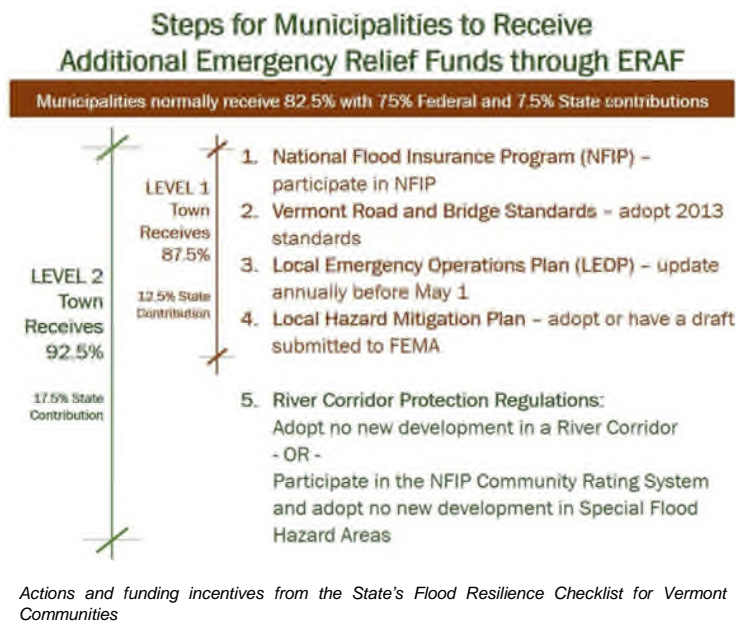 Steps for Municipalities to Receive
Additional Emergency Relief Funds through ERAF
Municipalities normally receive 82.5% with 75% Federal and 7.5% State contributions
LEVEL 2
Town
Receives
92.5%
17.5% State
Contribution
LEVEL 1
Town
Receives
87.5%
12.5% State
Contribution
1. National Flood Insurance Program (NFIP) –
participate in NFIP
2. Vermont Road and Bridge Standards – adopt 2013
standards
3. Local Emergency Operations Plan (LEOP) – update
annually before May 1
4. Local Hazard Mitigation Plan – adopt or have a draft
submitted to FEMA
5. River Corridor Protection Regulations:
Adopt no new development in a River Corridor
- OR -
Participate in the NFIP Community Rating System
and adopt no new development in Special Flood
Hazard Areas
Actions and funding incentives from the State’s Flood Resilience Checklist for Vermont
Communities